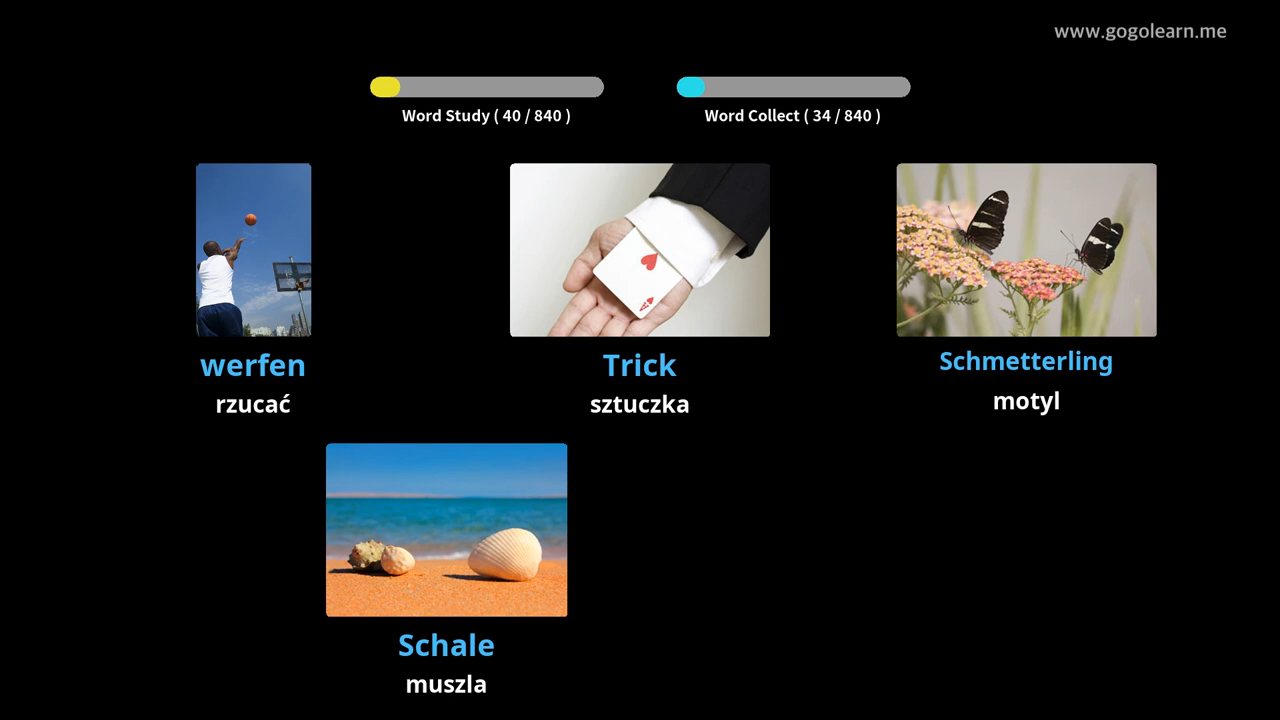 www.gogolearn.me
Word Study ( 40 / 840 )
Word Collect ( 34 / 840 )
werfen
rzucać
Trick
sztuczka
Schmetterling
motyl
Schale
muszla